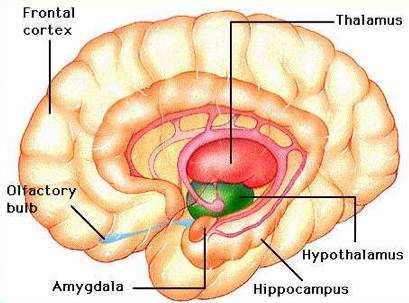 Frontal
cortex
Thalamus
Olfactory
bulb
Hypothalamus
Amygdala
Hippocampus